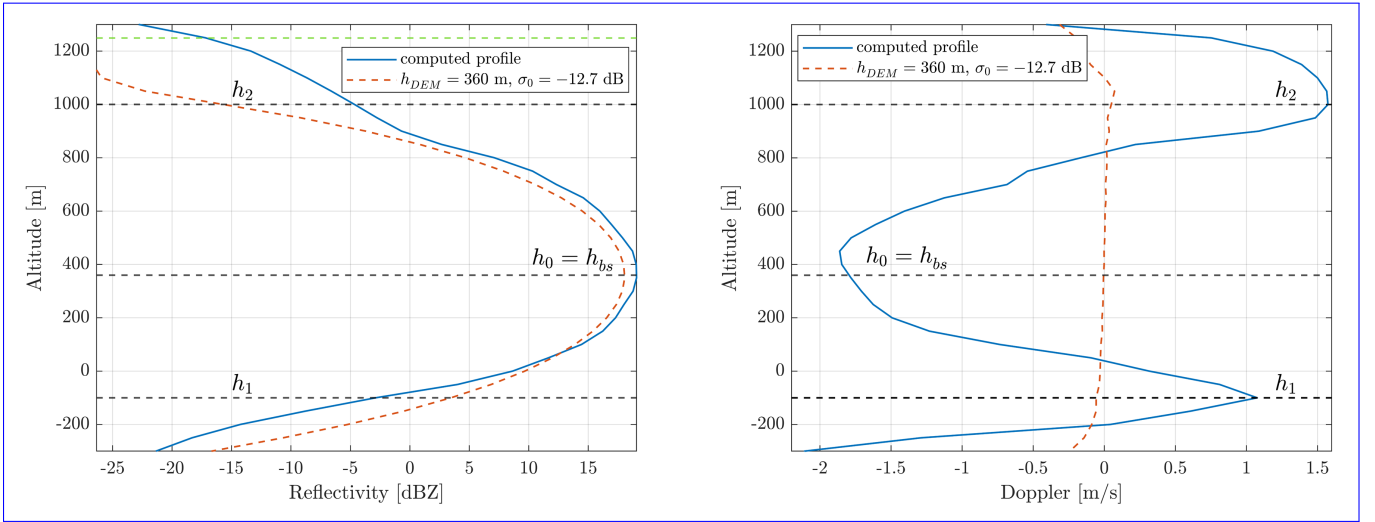 1200
1000
800
600
400
200
0
-200
-25 -20 -15 -10 -5 0 5 10 15
Altitude [m]
Reflectivity [dBZ]
computed profile
h_DEM = 360 m, σ_0 = −12.7 dB
h_2
h_0 = h_bs
h_1
1200
1000
800
600
400
200
0
-200
-2 -1.5 -1 -0.5 0 0.5 1 1.5
Altitude [m]
Doppler [m/s]
computed profile
h_DEM = 360 m, σ_0 = −12.7 dB
h_2
h_0 = h_bs
h_1